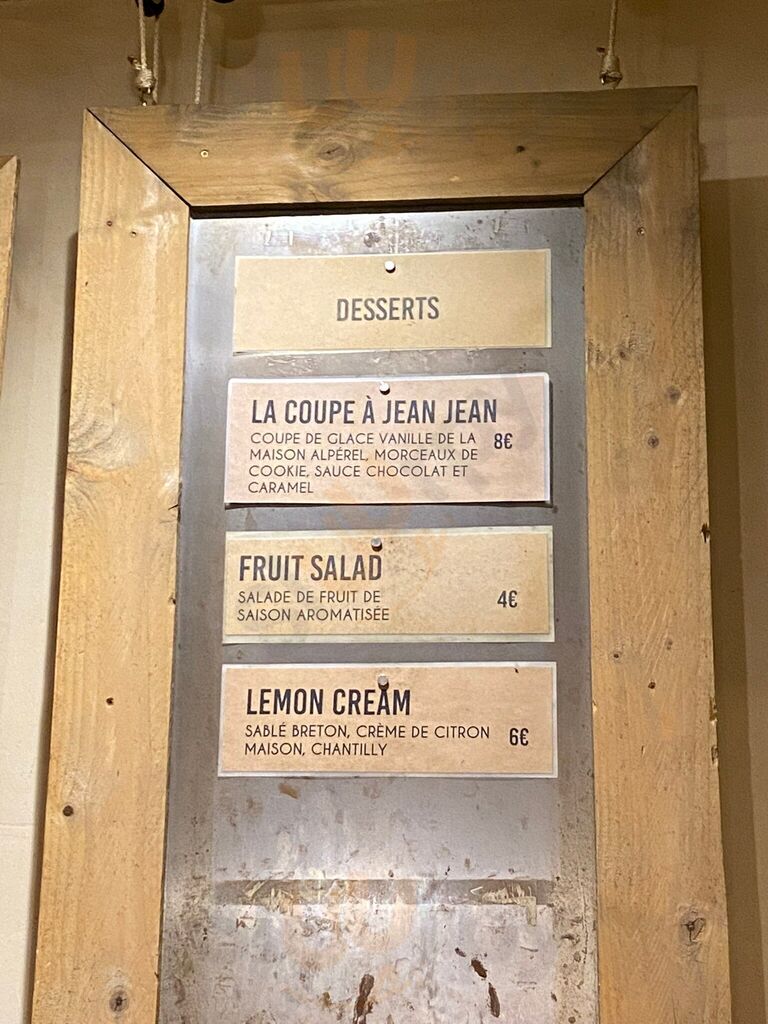 DESSERTS
LA COUPE À JEAN JEAN
COUPE DE GLACE VANILLE DE LA
MAISON ALPÉREL, MORCEAUX DE
COOKIE, SAUCE CHOCOLAT ET
CARAMEL
8€
FRUIT SALAD
SALADE DE FRUIT DE
SAISON AROMATISÉE
4€
LEMON CREAM
SABLÉ BRETON, CRÈME DE CITRON
MAISON, CHANTILLY
6€